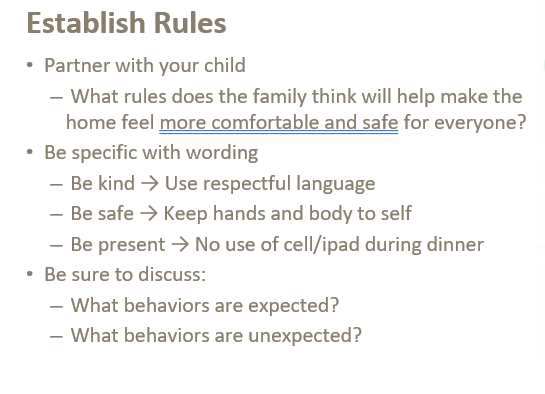 Establish Rules
• Partner with your child
– What rules does the family think will help make the
home feel more comfortable and safe for everyone?
• Be specific with wording
– Be kind → Use respectful language
– Be safe → Keep hands and body to self
– Be present → No use of cell/ipad during dinner
• Be sure to discuss:
– What behaviors are expected?
– What behaviors are unexpected?